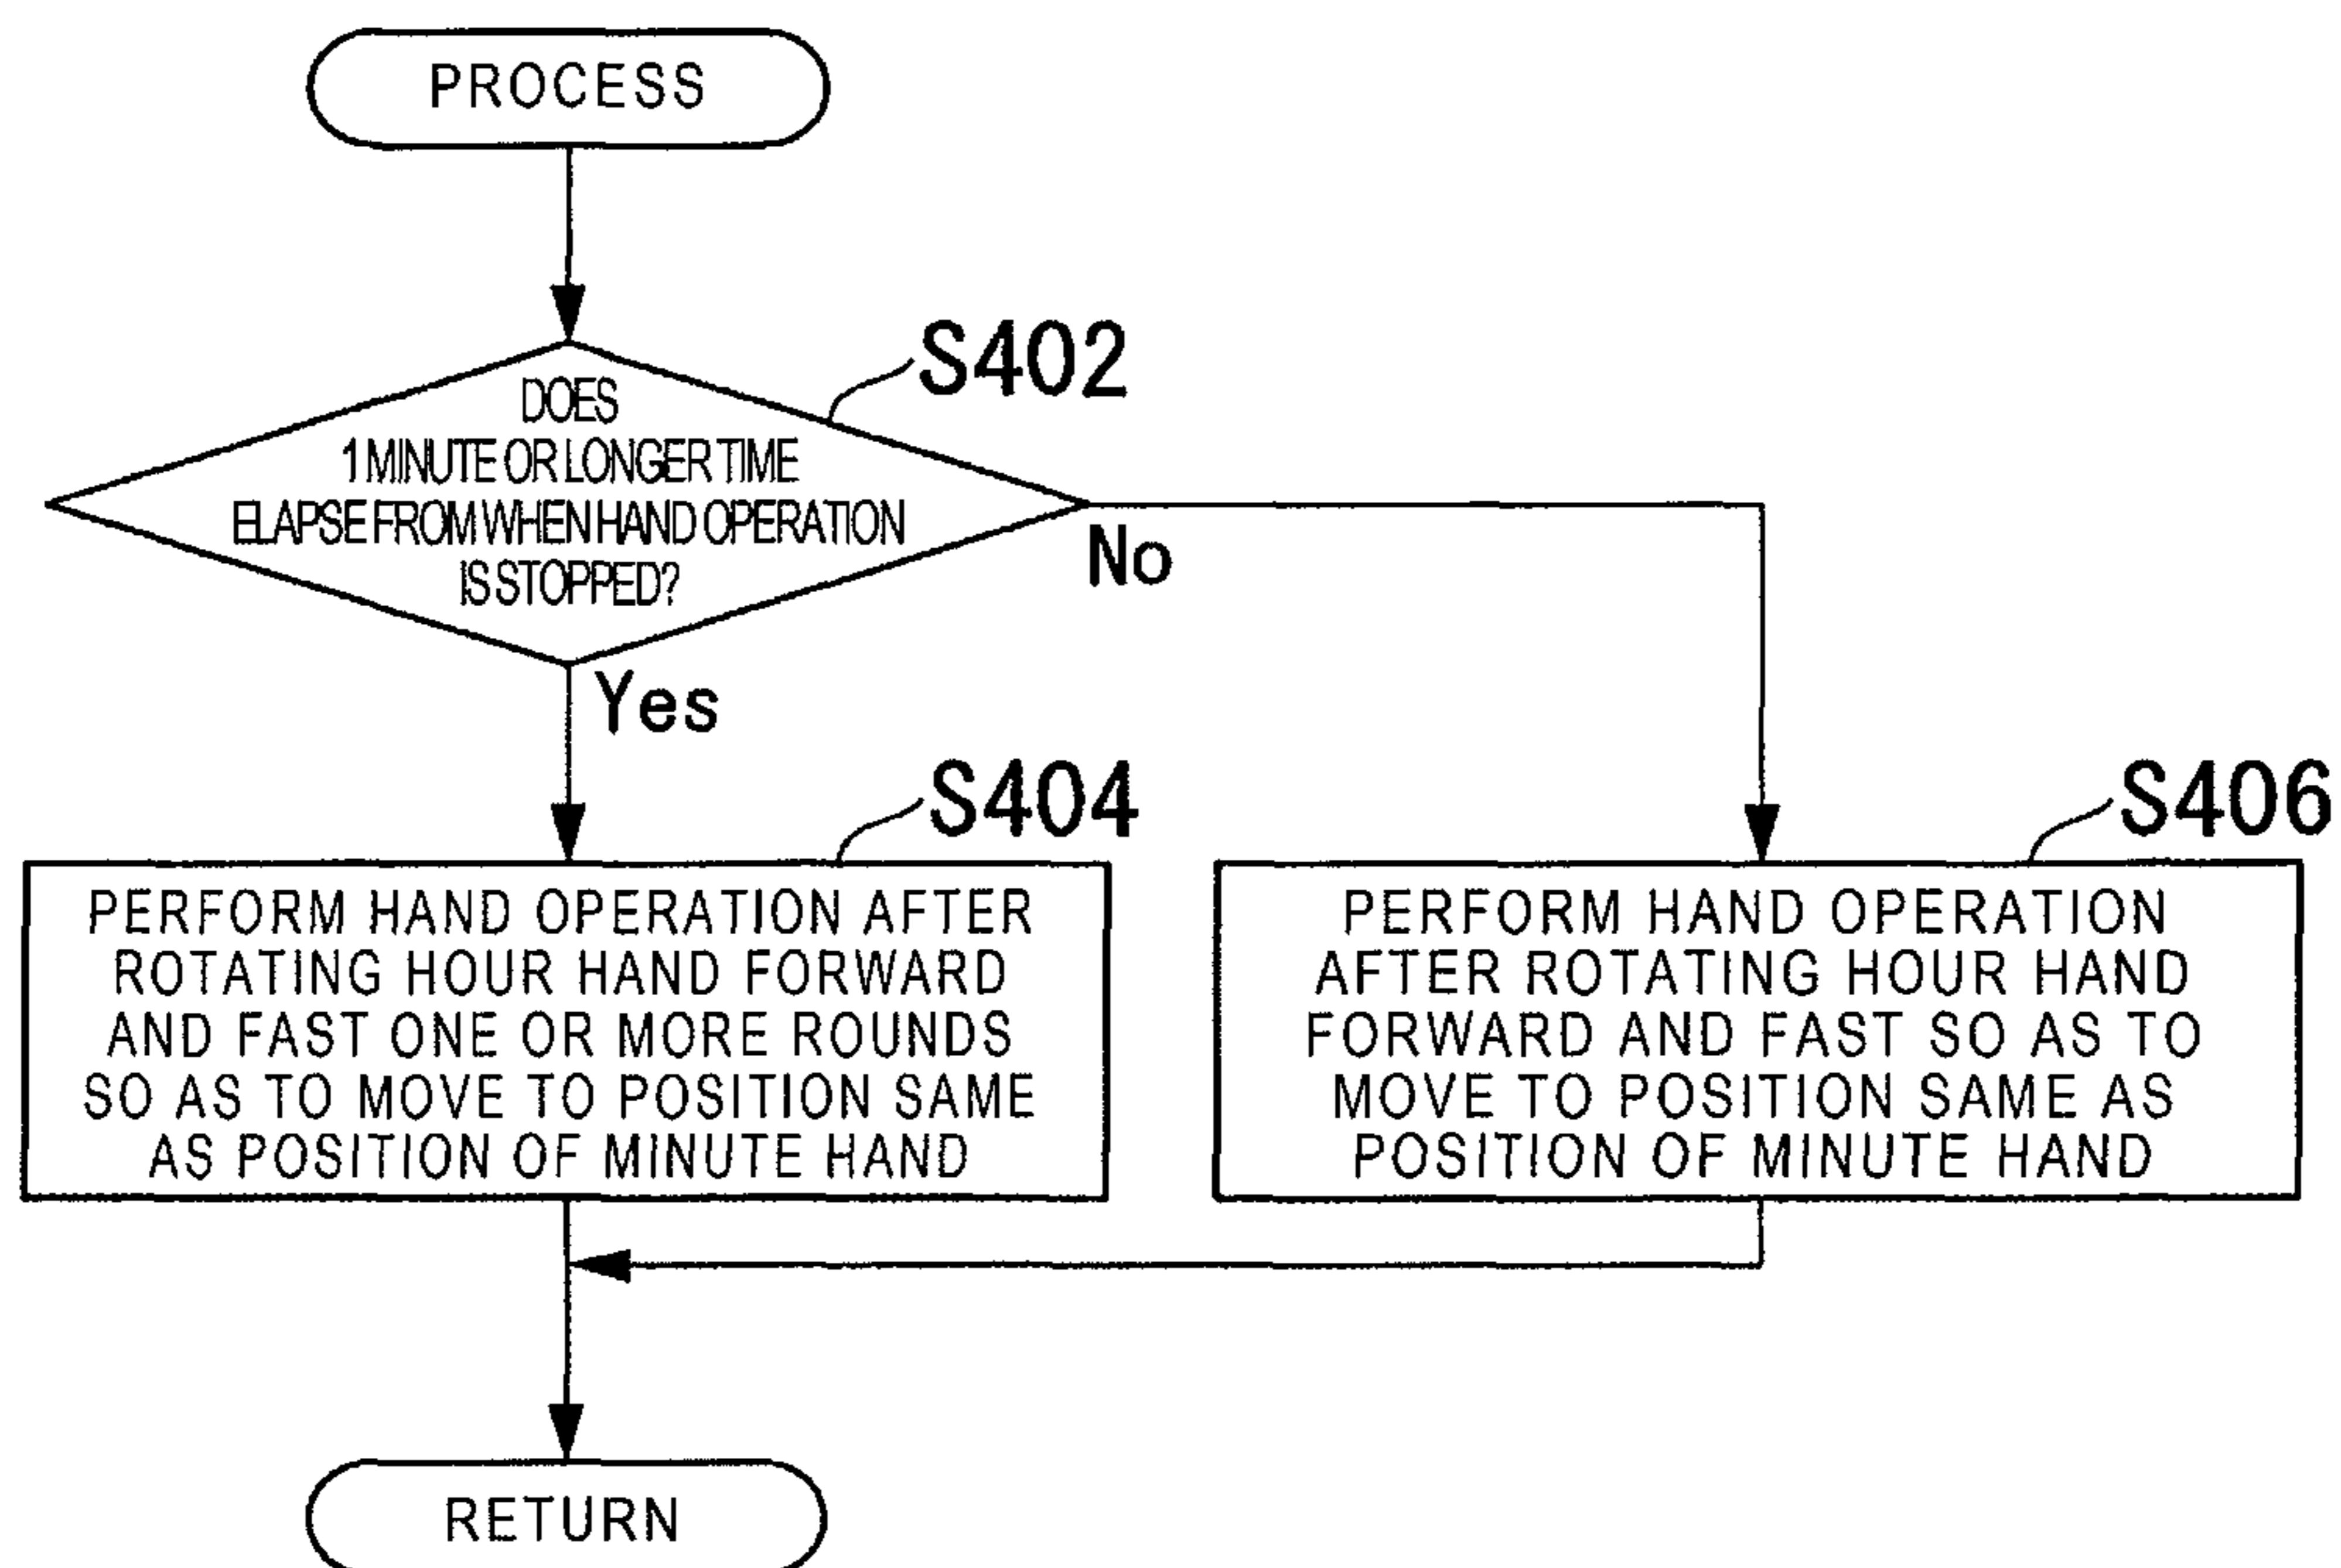 PROCESS
S402
DOES
1 MINUTE OR LONGER TIME
ELAPSE FROM WHEN HAND OPERATION
IS STOPPED?
No
Yes
S404
PERFORM HAND OPERATION AFTER
ROTATING HOUR HAND FORWARD
AND FAST ONE OR MORE ROUNDS
SO AS TO MOVE TO POSITION SAME
AS POSITION OF MINUTE HAND
S406
PERFORM HAND OPERATION
AFTER ROTATING HOUR HAND
FORWARD AND FAST SO AS TO
MOVE TO POSITION SAME AS
POSITION OF MINUTE HAND
RETURN